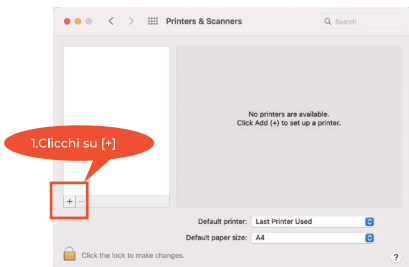 Printers & Scanners
Search
No printers are available.
Click Add (+) to set up a printer.
1.Clicchi su [+]
+ −
Default printer: Last Printer Used
Default paper size: A4
Click the lock to make changes.
?